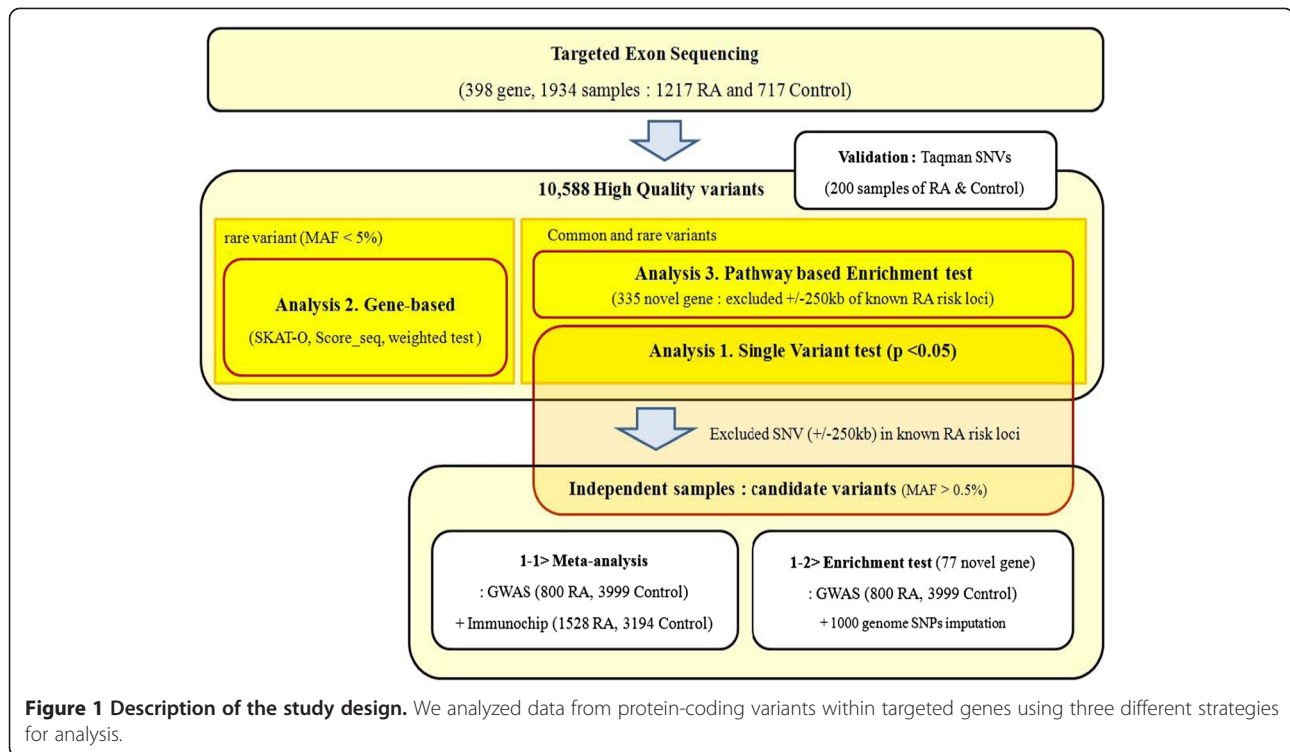 Targeted Exon Sequencing
(398 gene, 1934 samples : 1217 RA and 717 Control)
Validation : Taqman SNVs
(200 samples of RA & Control)
10,588 High Quality variants
rare variant (MAF < 5%)
Analysis 2. Gene-based
(SKAT-O, Score_seq, weighted test )
Common and rare variants
Analysis 3. Pathway based Enrichment test
(335 novel gene : excluded +/-250kb of known RA risk loci)
Analysis 1. Single Variant test (p <0.05)
Excluded SNV (+/-250kb) in known RA risk loci
Independent samples : candidate variants (MAF > 0.5%)
1-1> Meta-analysis
: GWAS (800 RA, 3999 Control)
+ Immunochip (1528 RA, 3194 Control)
1-2> Enrichment test (77 novel gene)
: GWAS (800 RA, 3999 Control)
+ 1000 genome SNPs imputation
Figure 1 Description of the study design. We analyzed data from protein-coding variants within targeted genes using three different strategies
for analysis.